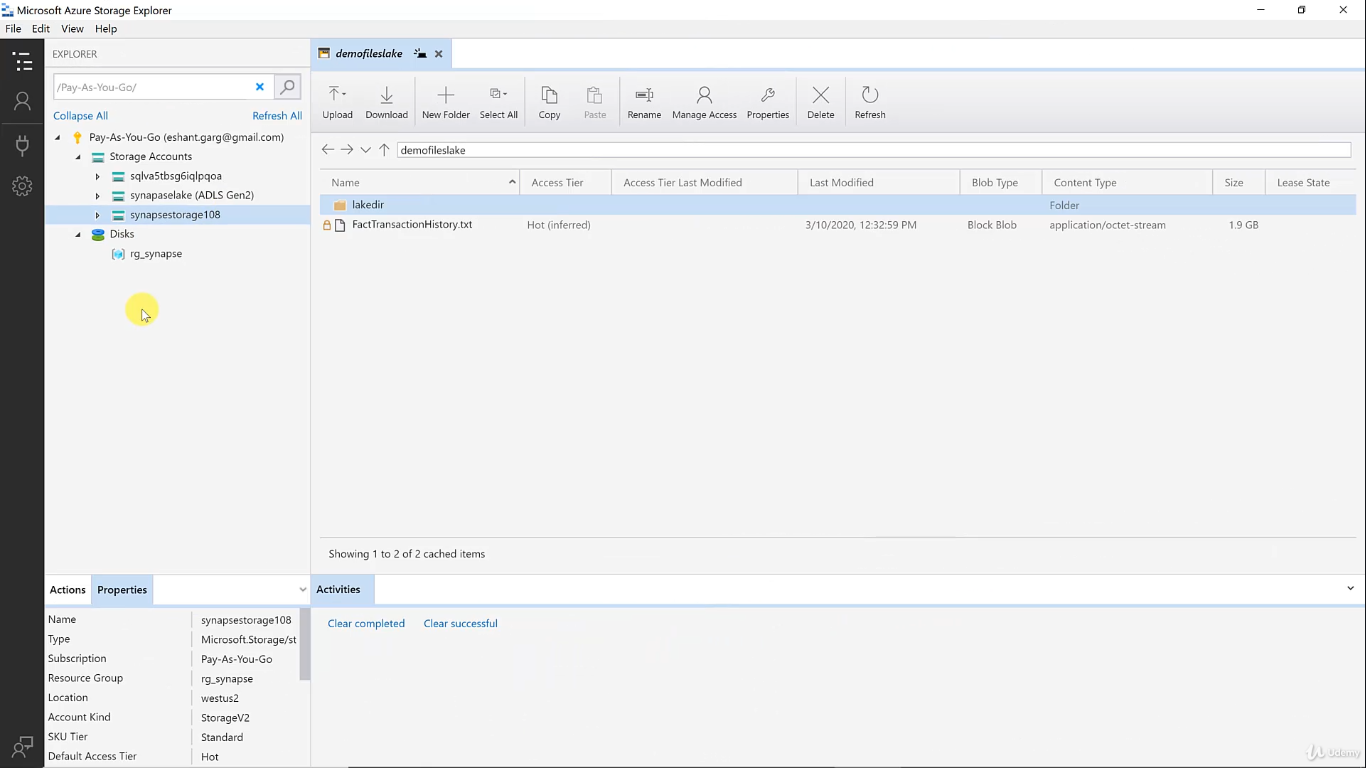 Microsoft Azure Storage Explorer
File Edit View Help
EXPLORER
/Pay-As-You-Go/
Collapse All Refresh All
Pay-As-You-Go (eshant.garg@gmail.com)
Storage Accounts
sqlva5tbsg6iqlpqoa
synapaselake (ADLS Gen2)
synapsestorage108
Disks
rg_synapse
demofileslake
Upload Download New Folder Select All Copy Paste Rename Manage Access Properties Delete Refresh
demofileslake
Name Access Tier Access Tier Last Modified Last Modified Blob Type Content Type Size Lease State
lakedir Folder
FactTransactionHistory.txt Hot (inferred) 3/10/2020, 12:32:59 PM Block Blob application/octet-stream 1.9 GB
Showing 1 to 2 of 2 cached items
Actions Properties
Name synapsestorage108
Type Microsoft.Storage/st
Subscription Pay-As-You-Go
Resource Group rg_synapse
Location westus2
Account Kind StorageV2
SKU Tier Standard
Default Access Tier Hot
Activities
Clear completed Clear successful
Udemy